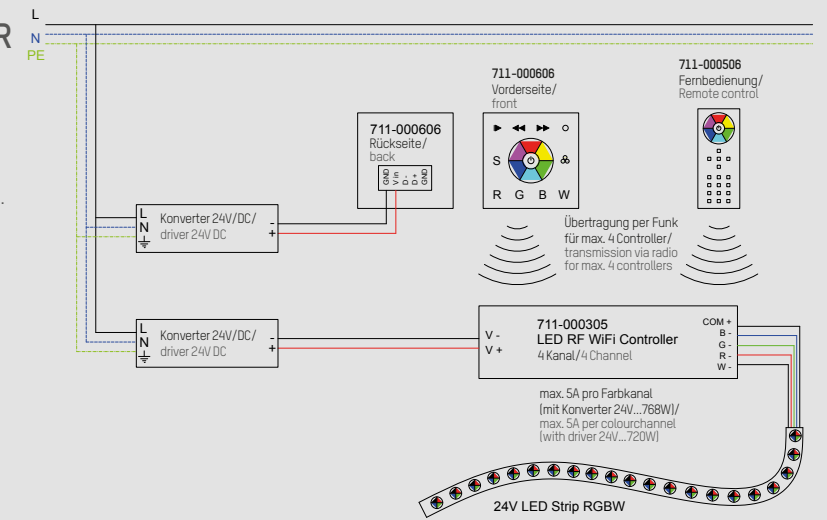 L
R
N
PE
.
711-000606
Rückseite/
back
GND
V in
D -
D +
GND
711-000606
Vorderseite/
front
S
R G B W
711-000506
Fernbedienung/
Remote control
Übertragung per Funk
für max. 4 Controller/
transmission via radio
for max. 4 controllers
L
N
Konverter 24V/DC/
driver 24V DC
-
+
L
N
Konverter 24V/DC/
driver 24V DC
-
+
V -
V +
711-000305
LED RF WiFi Controller
4 Kanal/4 Channel
COM +
B -
G -
R -
W -
max. 5A pro Farbkanal
(mit Konverter 24V...768W)/
max. 5A per colourchannel
(with driver 24V...720W)
24V LED Strip RGBW